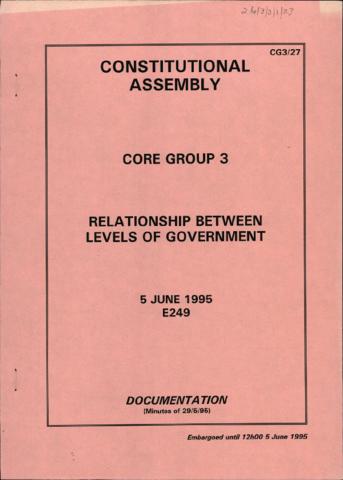 CG3/27
CONSTITUTIONAL
ASSEMBLY
CORE GROUP 3
RELATIONSHIP BETWEEN
LEVELS OF GOVERNMENT
5 JUNE 1995
E249
DOCUMENTATION
(Minutes of 29/5/95)
Embargoed until 12h00 5 June 1995